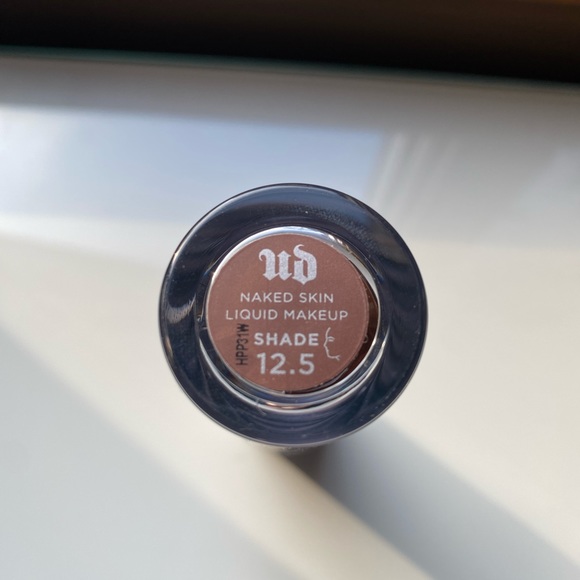 UD
NAKED SKIN
LIQUID MAKEUP
SHADE
12.5
HPP31W